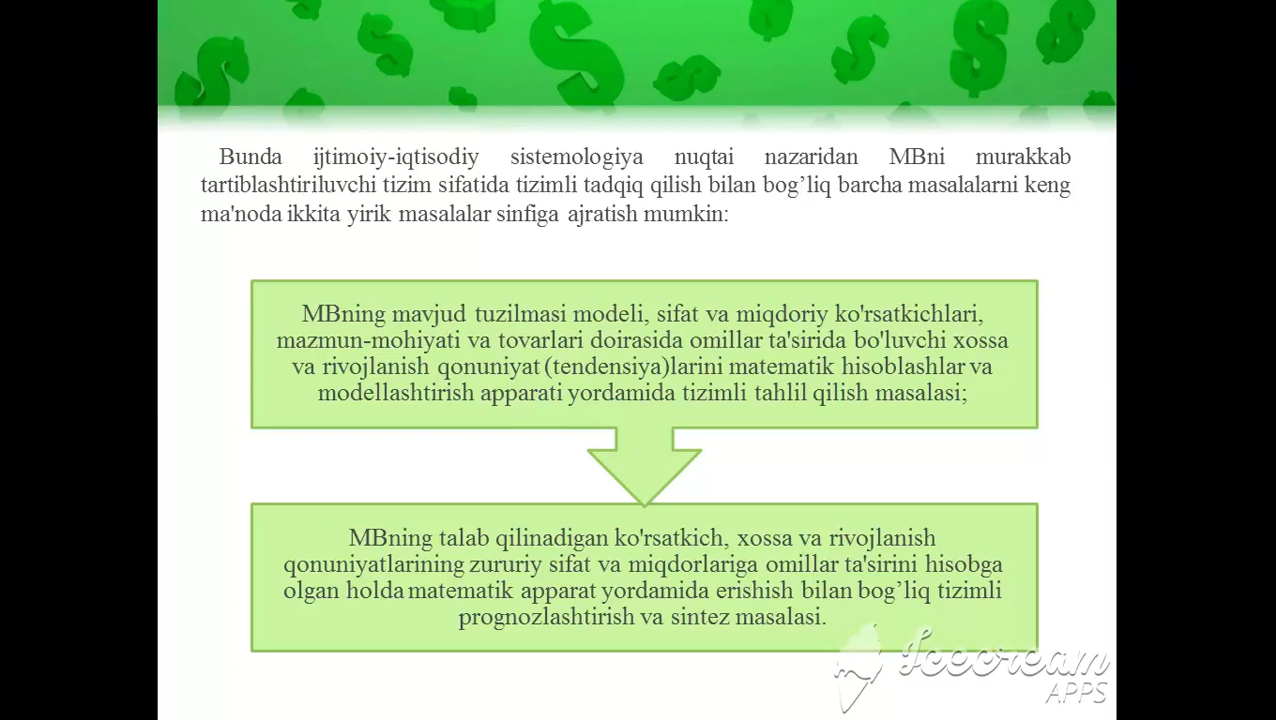 Bunda ijtimoiy-iqtisodiy sistemologiya nuqtai nazaridan MBni murakkab
tartiblashtiriluvchi tizim sifatida tizimli tadqiq qilish bilan bog’liq barcha masalalarni keng
ma'noda ikkita yirik masalalar sinfiga ajratish mumkin:
MBning mavjud tuzilmasi modeli, sifat va miqdoriy ko'rsatkichlari,
mazmun-mohiyati va tovarlari doirasida omillar ta'sirida bo'luvchi xossa
va rivojlanish qonuniyat (tendensiya)larini matematik hisoblashlar va
modellashtirish apparati yordamida tizimli tahlil qilish masalasi;
MBning talab qilinadigan ko'rsatkich, xossa va rivojlanish
qonuniyatlarining zururiy sifat va miqdorlariga omillar ta'sirini hisobga
olgan holda matematik apparat yordamida erishish bilan bog’liq tizimli
prognozlashtirish va sintez masalasi.
Icecream
APPS